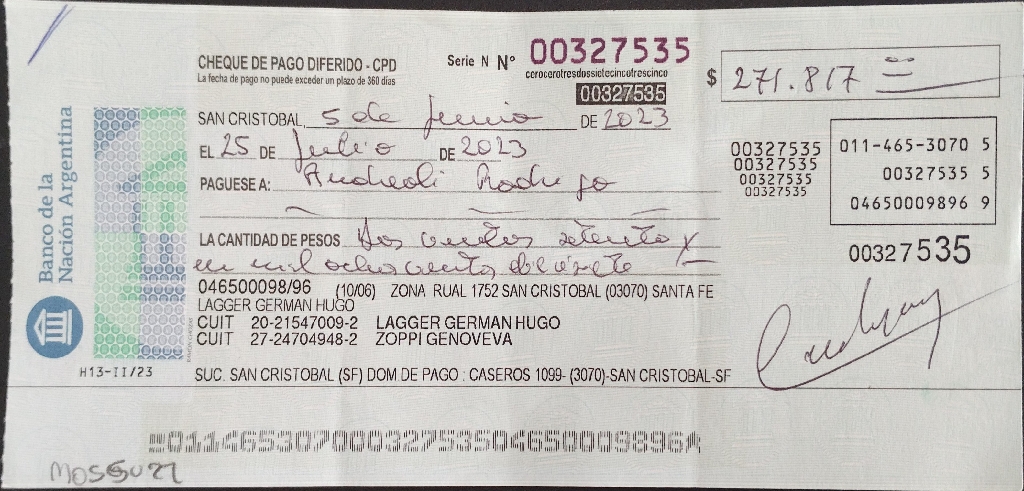 CHEQUE DE PAGO DIFERIDO - CPD
La fecha de pago no puede exceder un plazo de 360 días
Serie N Nº 00327535
cerocerotresdossietecincotrescinco
00327535
$ 271.817
SAN CRISTOBAL, 5 de Junio DE 2023
EL 25 DE Julio DE 2023
PAGUESE A: Andreoli Rodrigo
LA CANTIDAD DE PESOS Dos cientos setenta y
un mil ochocientos diecisiete
00327535
00327535
00327535
00327535
011-465-3070 5
00327535 5
04650009896 9
00327535
046500098/96 (10/06) ZONA RUAL 1752 SAN CRISTOBAL (03070) SANTA FE
LAGGER GERMAN HUGO
CUIT 20-21547009-2 LAGGER GERMAN HUGO
CUIT 27-24704948-2 ZOPPI GENOVEVA
SUC. SAN CRISTOBAL (SF) DOM DE PAGO : CASEROS 1099- (3070)-SAN CRISTOBAL-SF
Banco de la
Nación Argentina
H13-II/23
01146530700032753504650009896